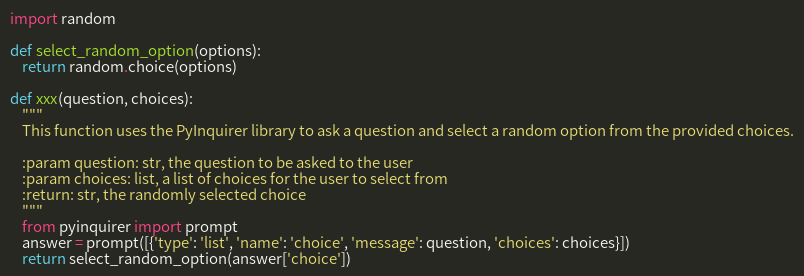 import random
def select_random_option(options):
return random.choice(options)
def xxx(question, choices):
"""
This function uses the PyInquirer library to ask a question and select a random option from the provided choices.
:param question: str, the question to be asked to the user
:param choices: list, a list of choices for the user to select from
:return: str, the randomly selected choice
"""
from pyinquirer import prompt
answer = prompt([{'type': 'list', 'name': 'choice', 'message': question, 'choices': choices}])
return select_random_option(answer['choice'])